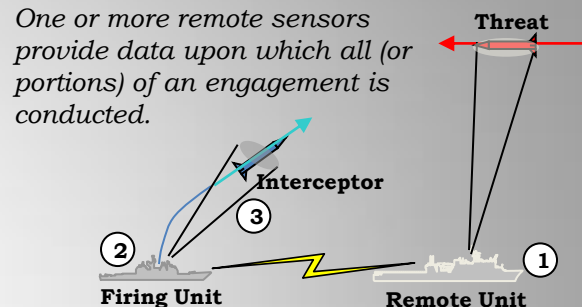 One or more remote sensors
provide data upon which all (or
portions) of an engagement is
conducted.
Threat
Interceptor
3
2
1
Firing Unit
Remote Unit